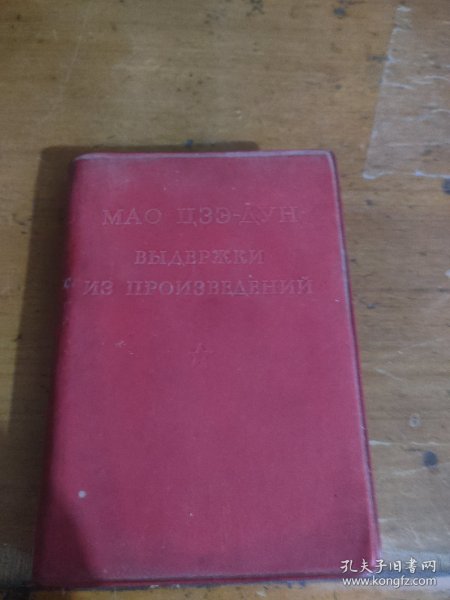 МАО ЦЗЭ-ДУН
ВЫДЕРЖКИ
ИЗ ПРОИЗВЕДЕНИЙ
孔夫子旧书网
www.kongfz.com